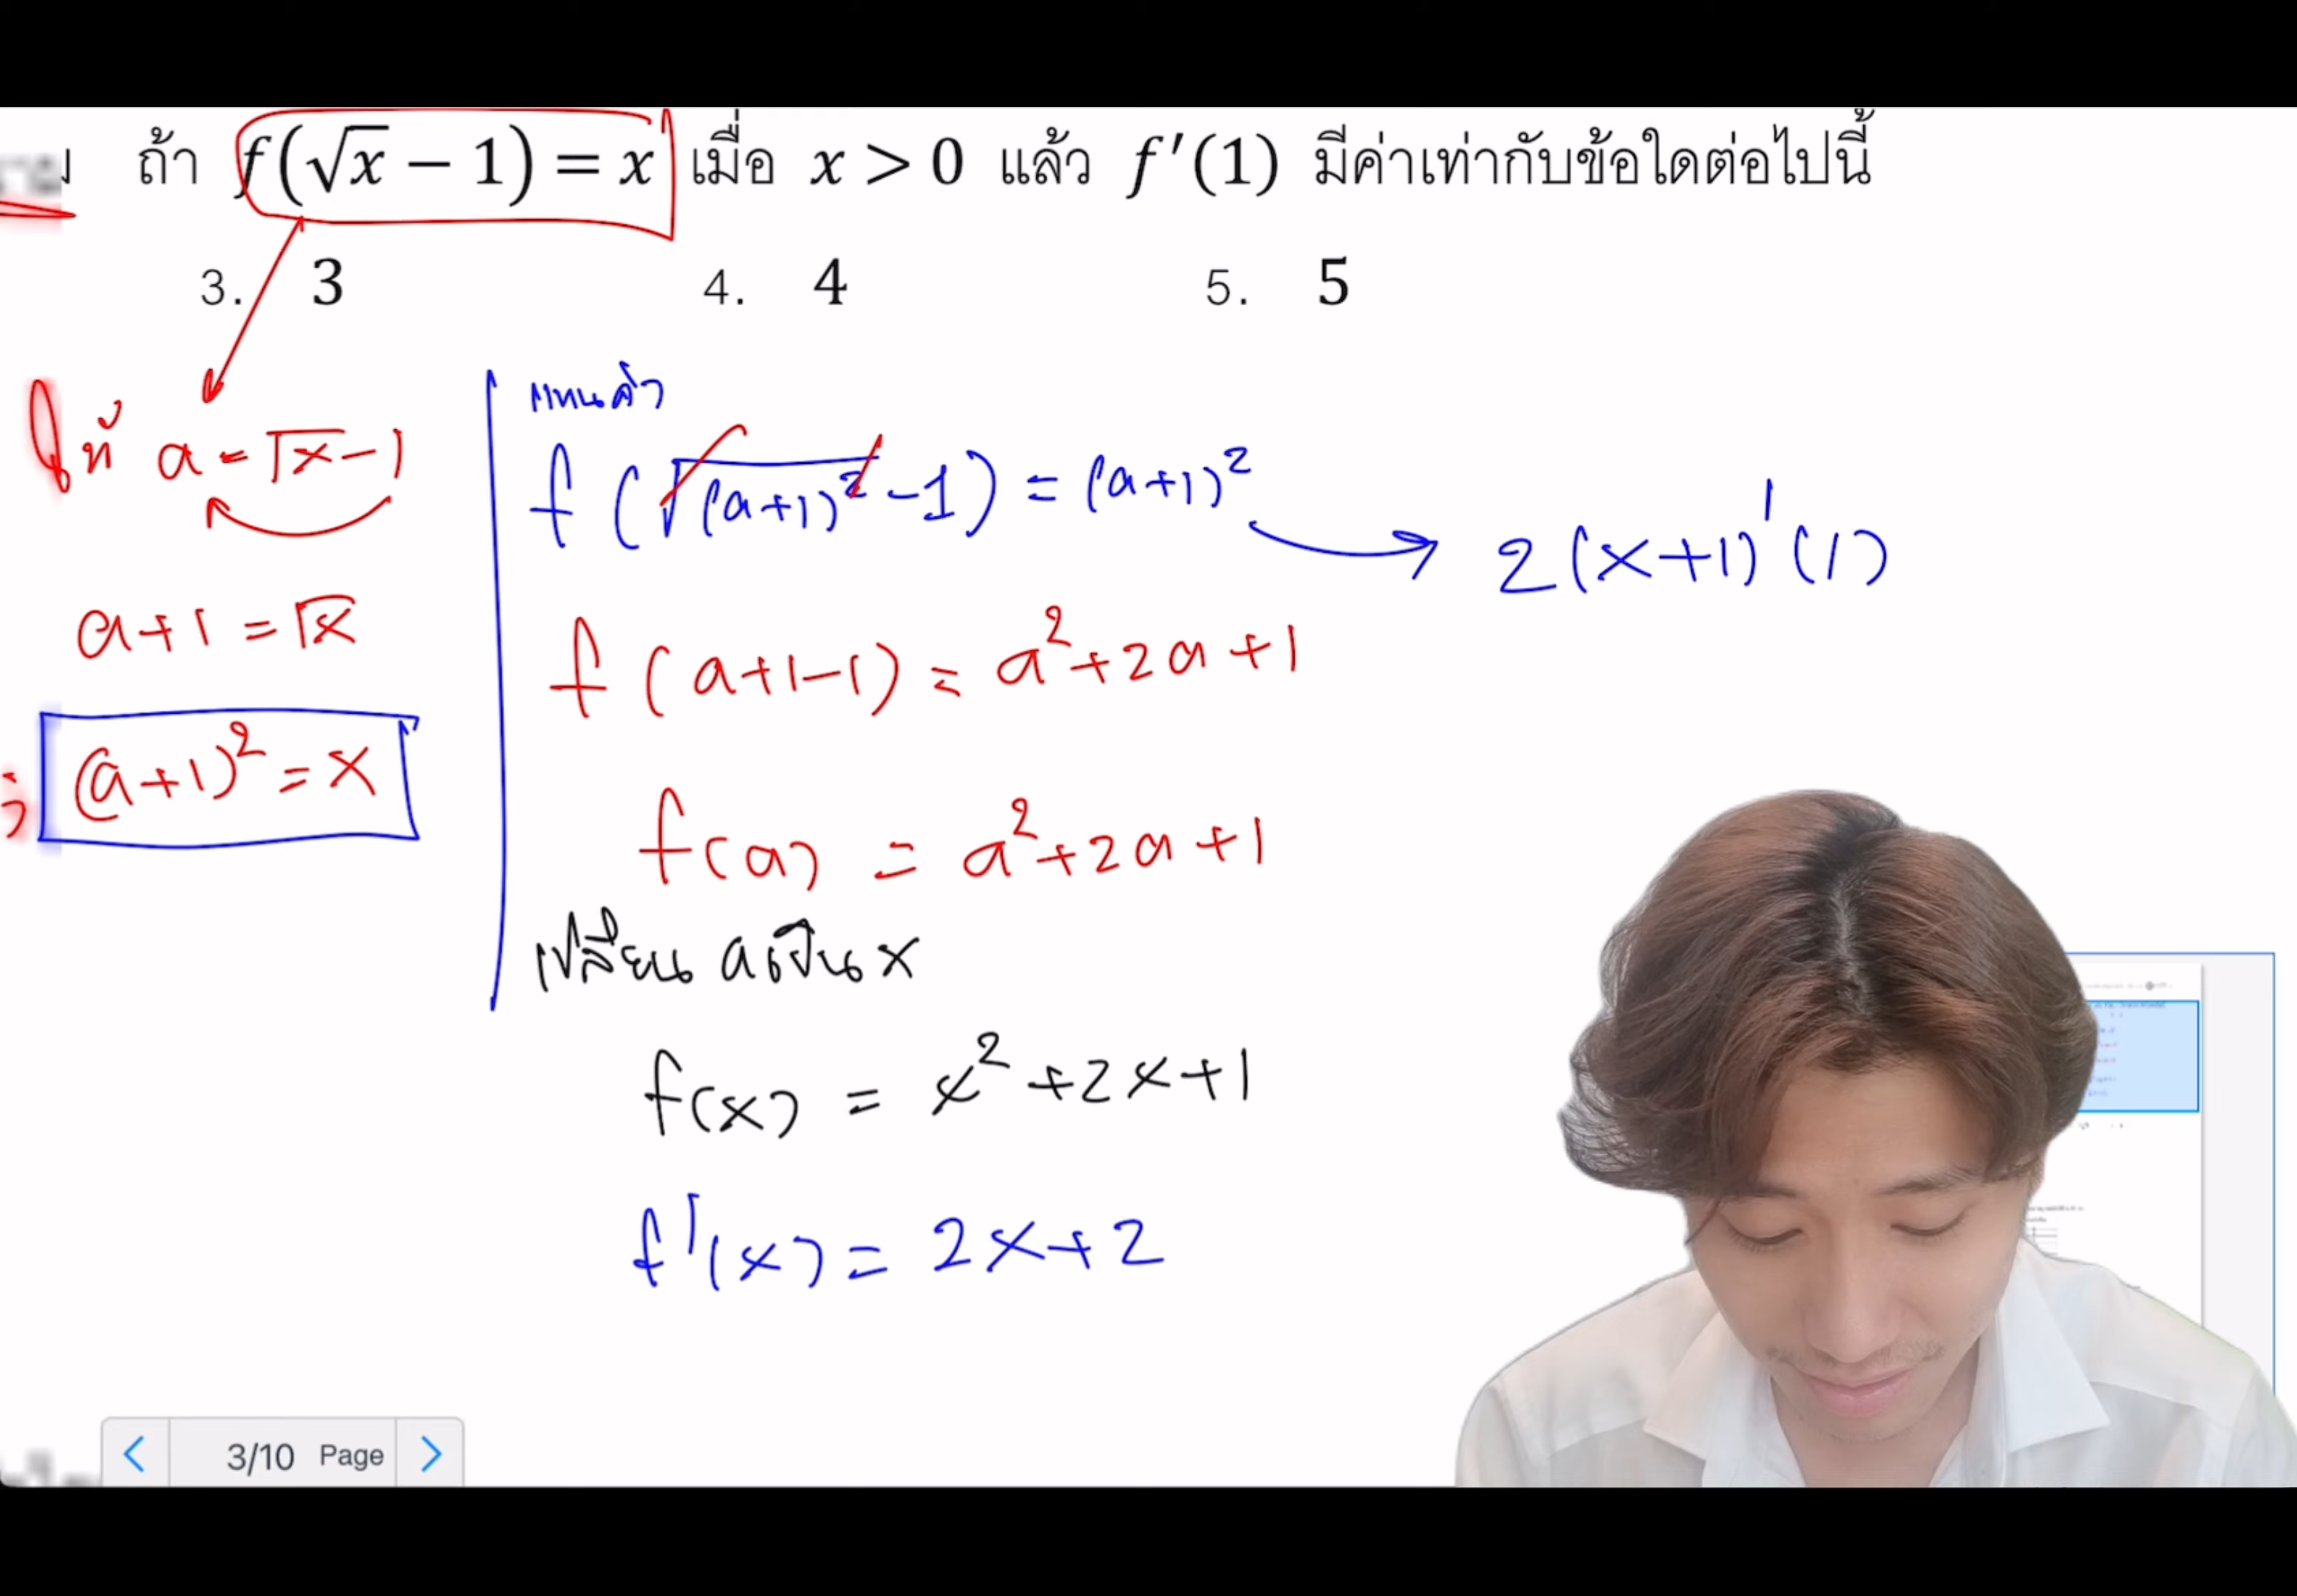 ถ้า f(√x − 1) = x เมื่อ x > 0 แล้ว f′(1) มีค่าเท่ากับข้อใดต่อไปนี้
3. 3 4. 4 5. 5
ให้ a = √x − 1
a+1 = √x
(a+1)² = x
แทนค่า
f(√(a+1)² − 1) = (a+1)²
2(x+1)¹(1)
f(a+1−1) = a²+2a+1
f(a) = a²+2a+1
เปลี่ยน a เป็น x
f(x) = x²+2x+1
f'(x) = 2x+2
3/10 Page